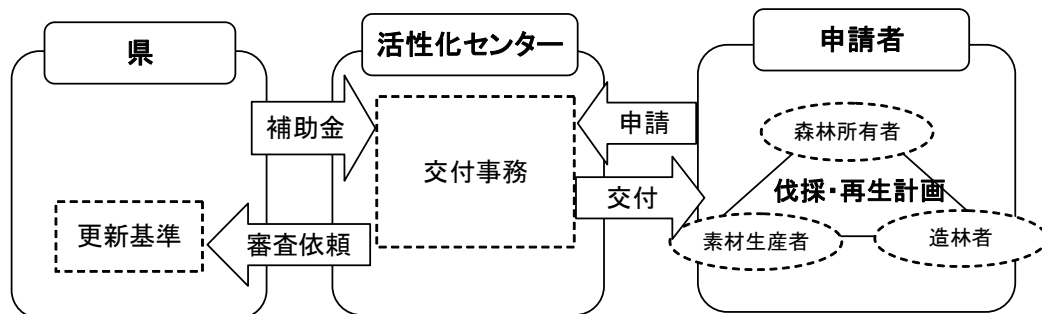 県
活性化センター
申請者
補助金
申請
森林所有者
交付事務
交付
伐採・再生計画
更新基準
審査依頼
素材生産者
造林者